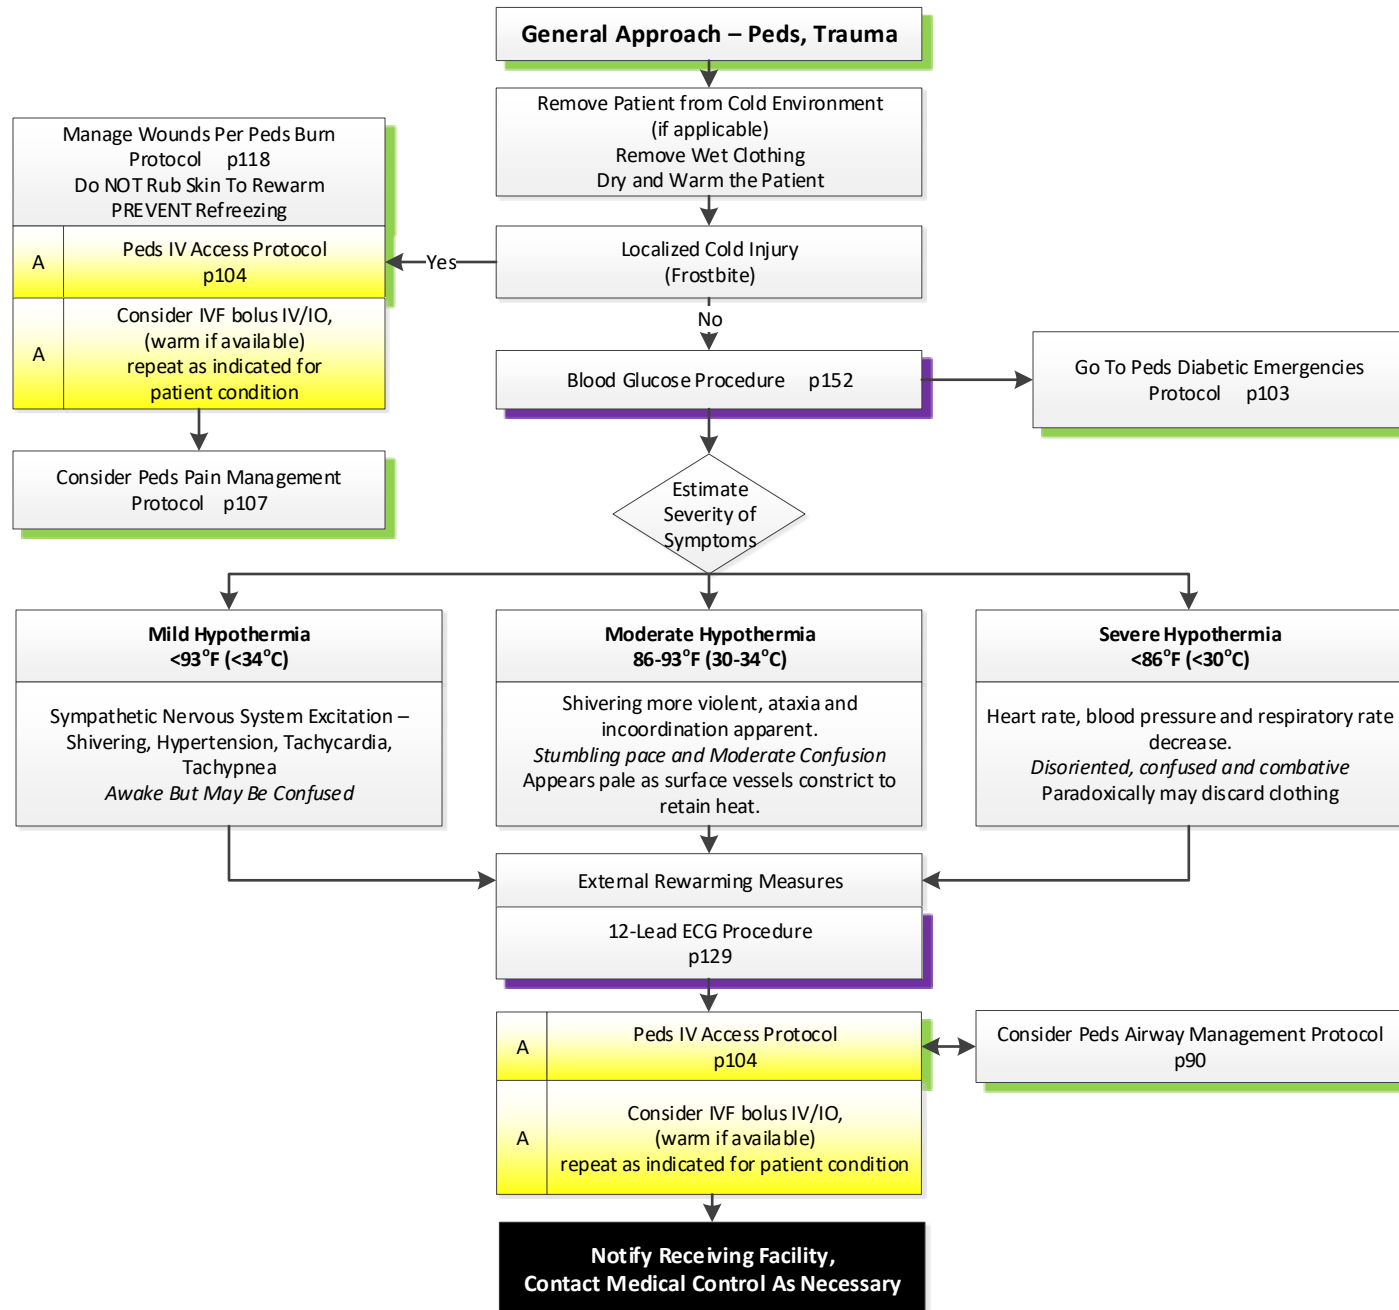 General Approach – Peds, Trauma
Remove Patient from Cold Environment
(if applicable)
Remove Wet Clothing
Dry and Warm the Patient
Manage Wounds Per Peds Burn
Protocol p118
Do NOT Rub Skin To Rewarm
PREVENT Refreezing
A
Peds IV Access Protocol
p104
A
Consider IVF bolus IV/IO,
(warm if available)
repeat as indicated for
patient condition
Consider Peds Pain Management
Protocol p107
Yes
Localized Cold Injury
(Frostbite)
No
Blood Glucose Procedure p152
Go To Peds Diabetic Emergencies
Protocol p103
Estimate
Severity of
Symptoms
Mild Hypothermia
<93°F (<34°C)
Sympathetic Nervous System Excitation –
Shivering, Hypertension, Tachycardia,
Tachypnea
Awake But May Be Confused
Moderate Hypothermia
86-93°F (30-34°C)
Shivering more violent, ataxia and
incoordination apparent.
Stumbling pace and Moderate Confusion
Appears pale as surface vessels constrict to
retain heat.
Severe Hypothermia
<86°F (<30°C)
Heart rate, blood pressure and respiratory rate
decrease.
Disoriented, confused and combative
Paradoxically may discard clothing
External Rewarming Measures
12-Lead ECG Procedure
p129
A
Peds IV Access Protocol
p104
Consider Peds Airway Management Protocol
p90
A
Consider IVF bolus IV/IO,
(warm if available)
repeat as indicated for patient condition
Notify Receiving Facility,
Contact Medical Control As Necessary